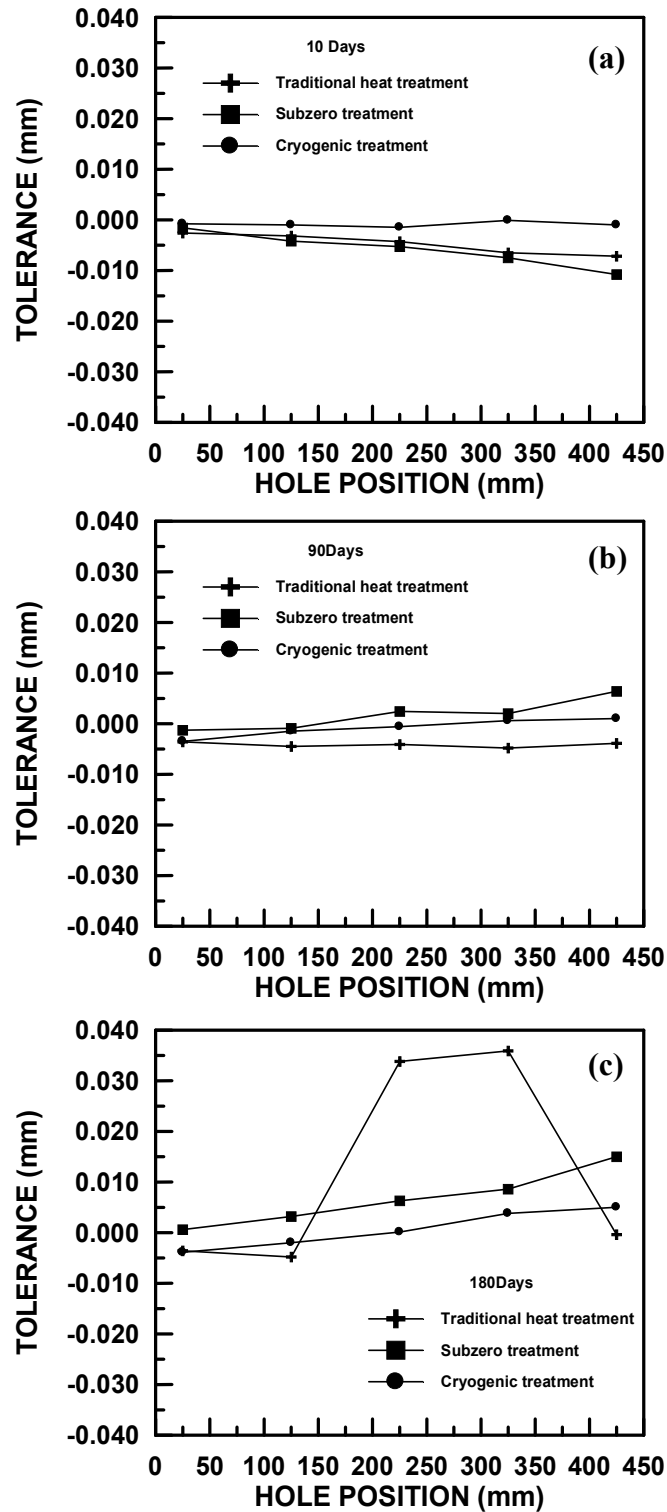 0.040
10 Days
(a)
0.030
Traditional heat treatment
0.020
Subzero treatment
Cryogenic treatment
0.010
0.000
-0.010
-0.020
-0.030
-0.040
TOLERANCE (mm)
0 50 100 150 200 250 300 350 400 450
HOLE POSITION (mm)
0.040
90Days
(b)
0.030
Traditional heat treatment
0.020
Subzero treatment
Cryogenic treatment
0.010
0.000
-0.010
-0.020
-0.030
-0.040
TOLERANCE (mm)
0 50 100 150 200 250 300 350 400 450
HOLE POSITION (mm)
0.040
(c)
0.030
0.020
0.010
0.000
-0.010
180Days
Traditional heat treatment
-0.020
Subzero treatment
-0.030
Cryogenic treatment
-0.040
TOLERANCE (mm)
0 50 100 150 200 250 300 350 400 450
HOLE POSITION (mm)